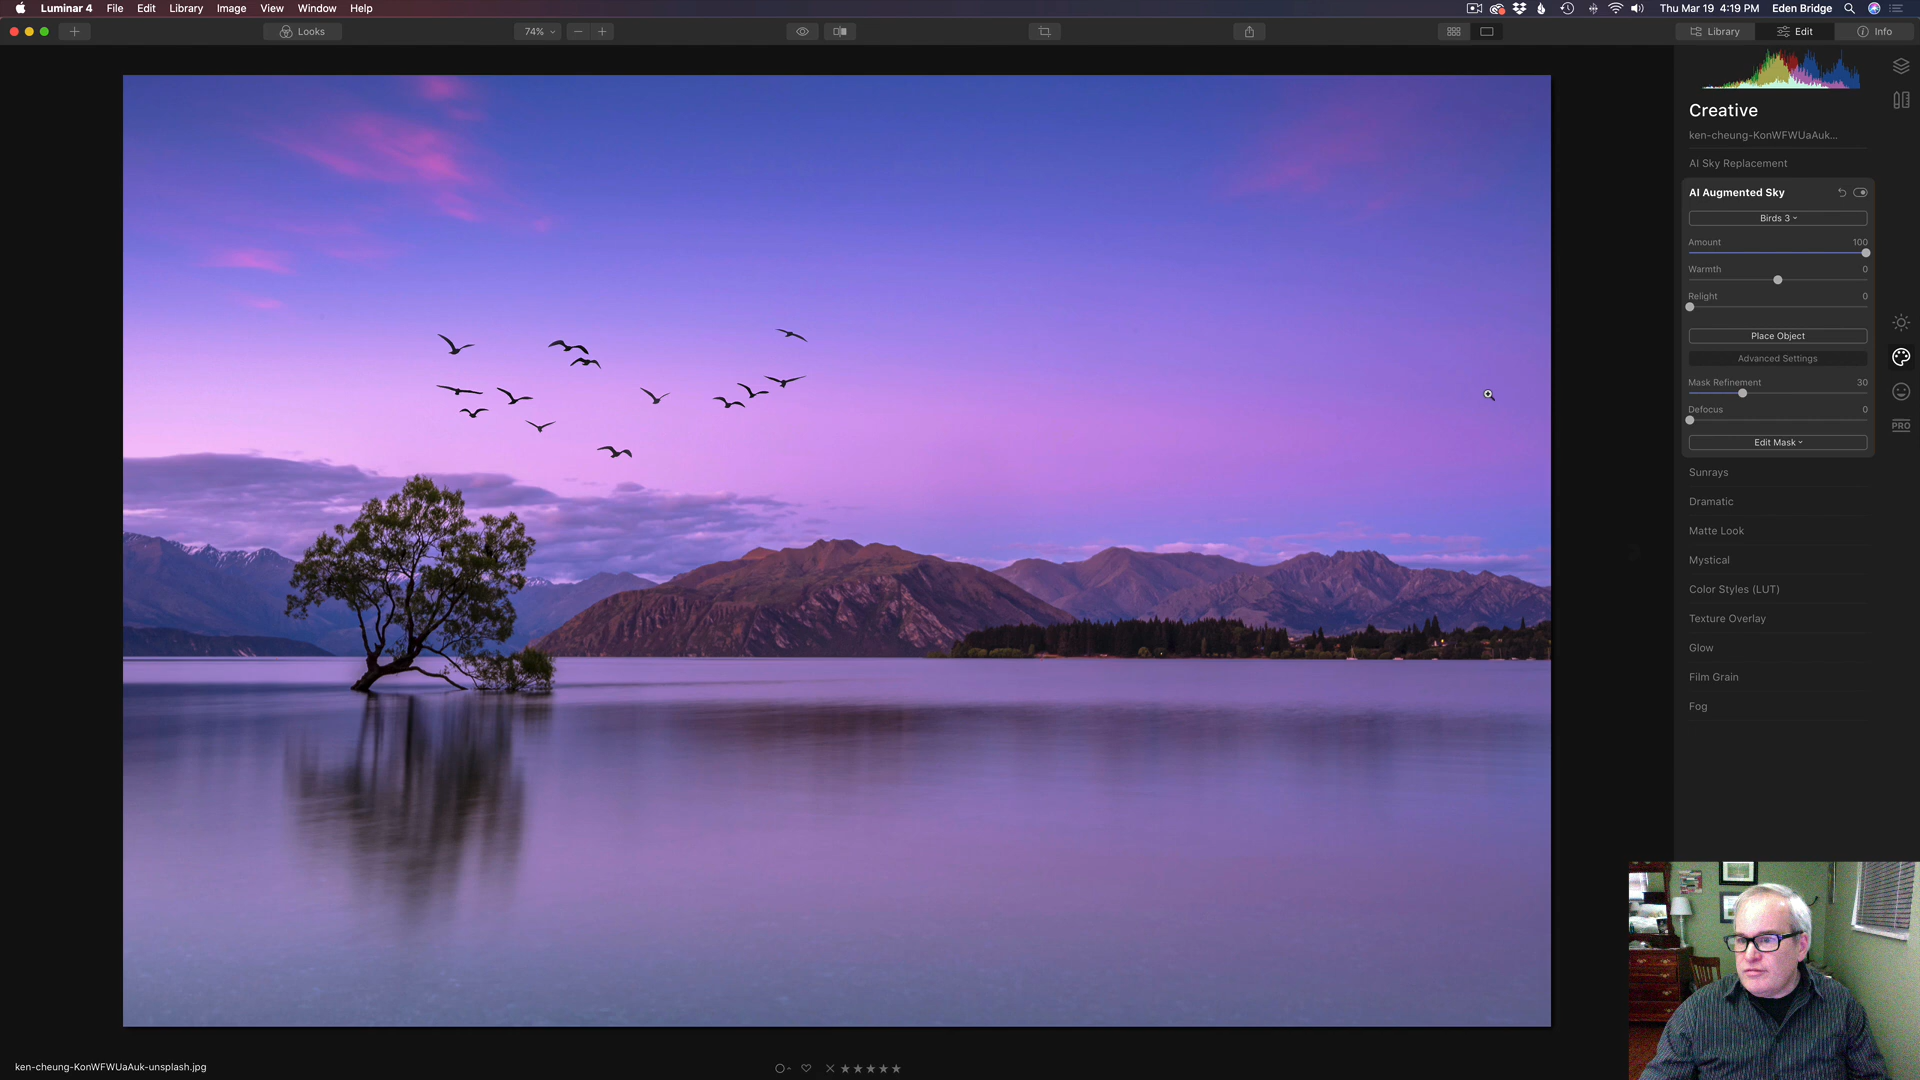 Luminar 4 File Edit Library Image View Window Help
Thu Mar 19 4:19 PM Eden Bridge
Looks
74%
Library Edit Info
Creative
ken-cheung-KonWFWUaAuk...
AI Sky Replacement
AI Augmented Sky
Birds 3
Amount 100
Warmth 0
Relight 0
Place Object
Advanced Settings
Mask Refinement 30
Defocus 0
Edit Mask
PRO
Sunrays
Dramatic
Matte Look
Mystical
Color Styles (LUT)
Texture Overlay
Glow
Film Grain
Fog
ken-cheung-KonWFWUaAuk-unsplash.jpg